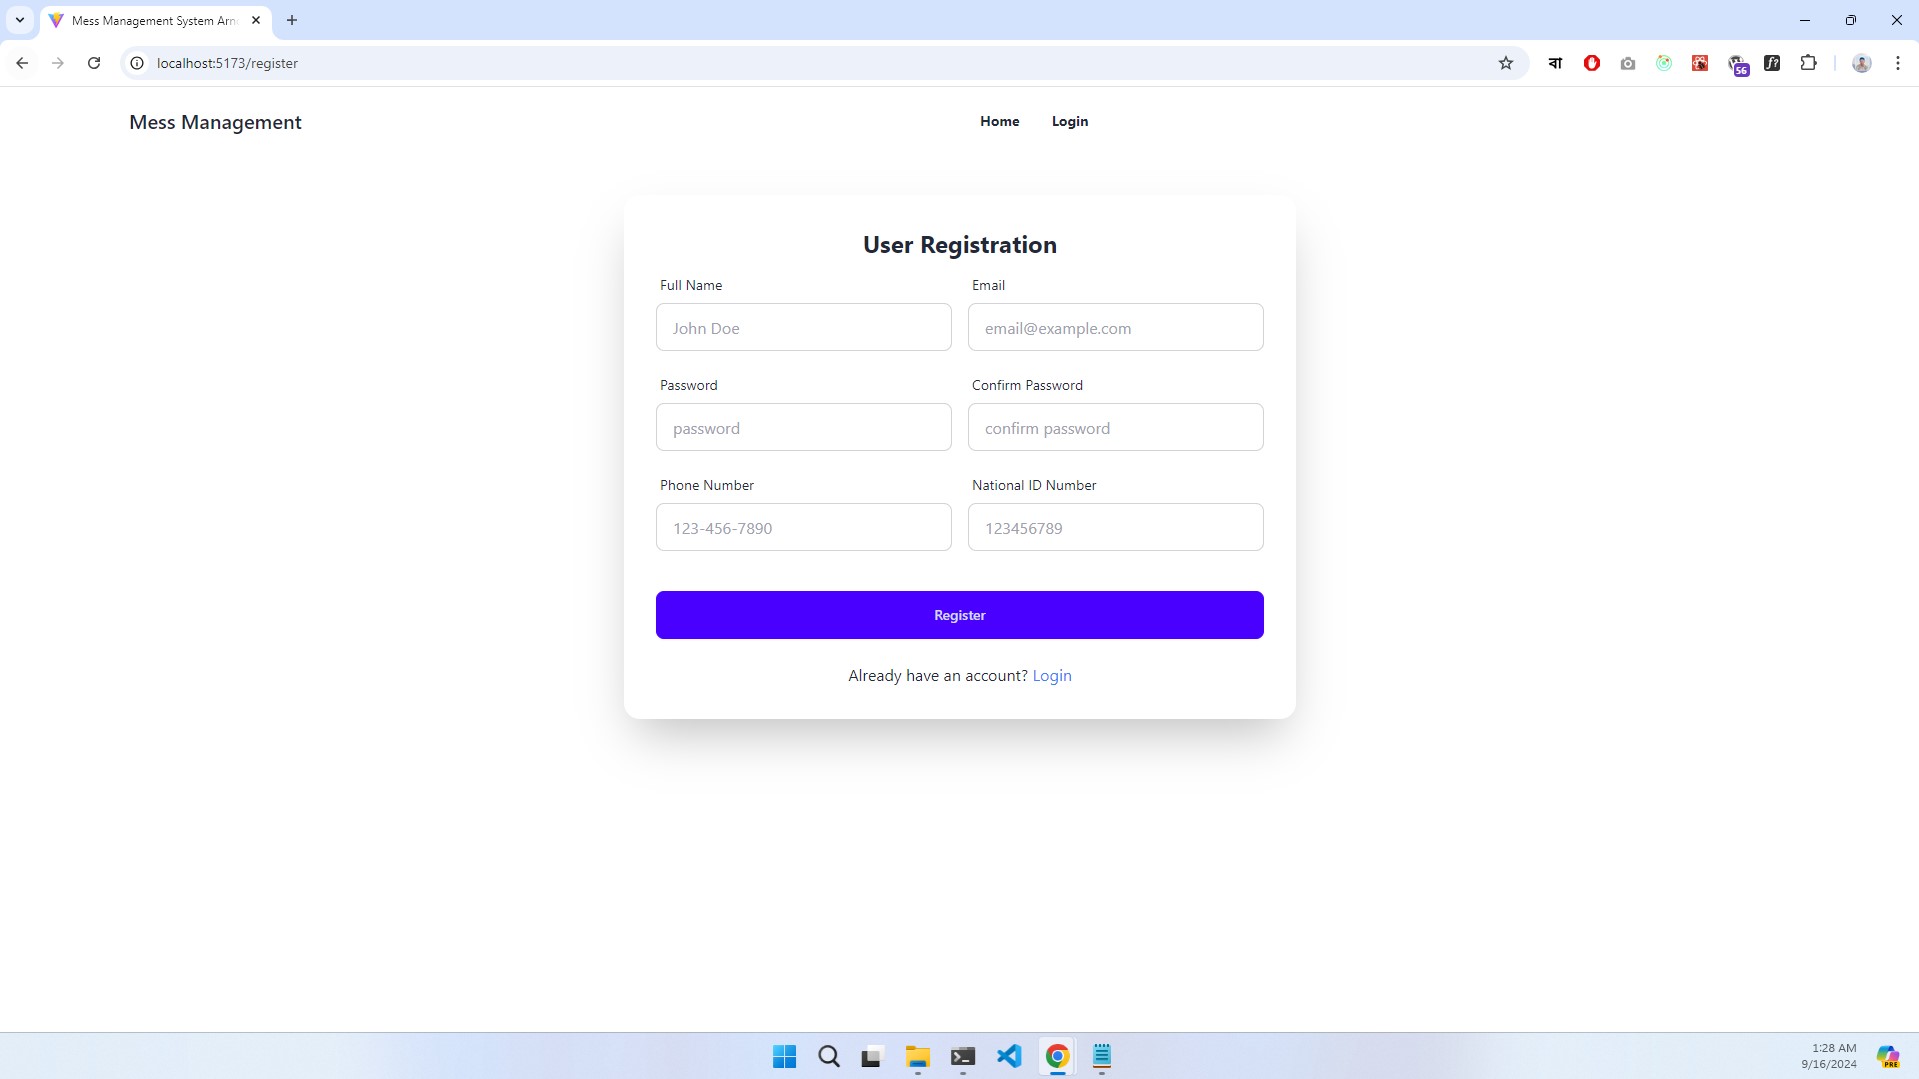 Mess Management System Arn
localhost:5173/register
বা
56
f?
Mess Management
Home
Login
User Registration
Full Name
Email
John Doe
email@example.com
Password
Confirm Password
password
confirm password
Phone Number
National ID Number
123-456-7890
123456789
Register
Already have an account? Login
1:28 AM
9/16/2024
PRE